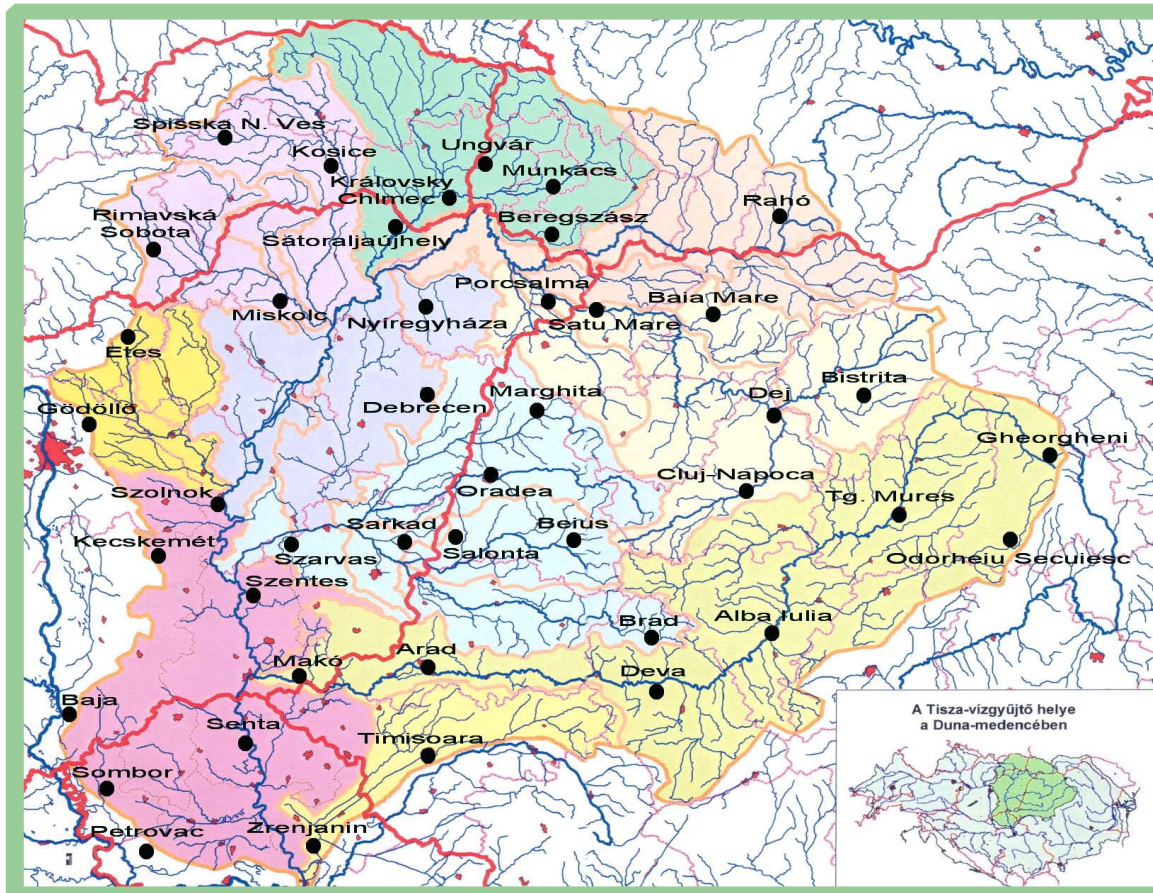 Spisská N. Ves
Kosice
Ungvár
Munkács
Královsky
Chlmec
Rimavská
Sobota
Beregszász
Rahó
Sátoraljaújhely
Porcsalma
Baia Mare
Miskolc
Nyíregyháza
Satu Mare
Etes
Marghita
Bistrita
Debrecen
Dej
Gödöllő
Gheorgheni
Cluj-Napoca
Oradea
Szolnok
Tg. Mures
Sarkad
Beius
Kecskemét
Szarvas
Salonta
Odorheiu Secuiesc
Szentes
Brad
Alba Iulia
Arad
Makó
Deva
Baja
Senta
Timisoara
Sombor
Petrovac
Zrenjanin
A Tisza-vízgyűjtő helye
a Duna-medencében